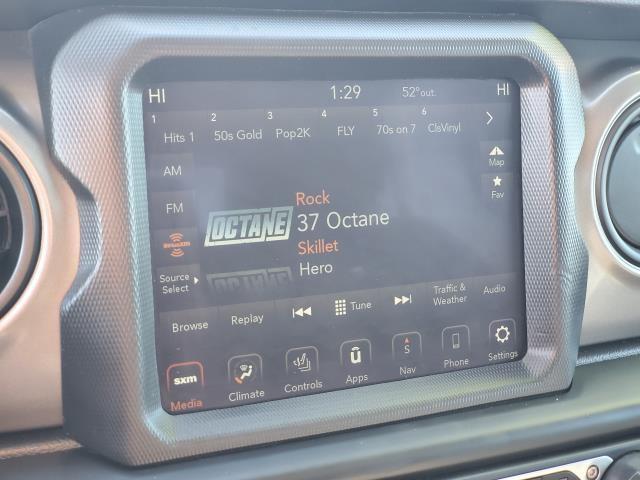 HI 1:29 52° out. HI
1 2 3 4 5 6
Hits 1 50s Gold Pop2K FLY 70s on 7 ClsVinyl
AM
Map
FM
Fav
Rock
OCTANE 37 Octane
SiriusXM
Skillet
Source
Select
OCTANE Hero
Browse Replay Tune Traffic &
Weather Audio
sxm
Media Climate Controls Apps S
Nav Phone Settings